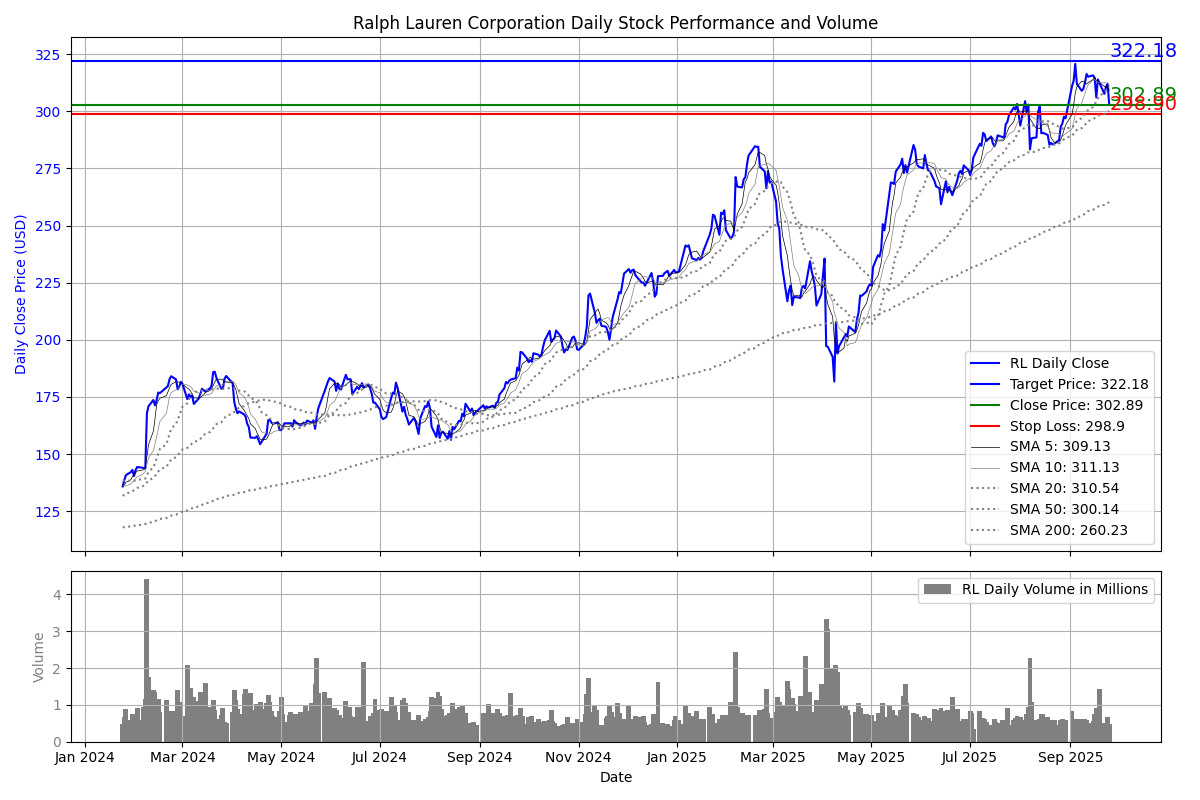 Ralph Lauren Corporation Daily Stock Performance and Volume
325
300
275
250
225
200
175
150
125
Daily Close Price (USD)
322.18
302.89
298.90
RL Daily Close
Target Price: 322.18
Close Price: 302.89
Stop Loss: 298.9
SMA 5: 309.13
SMA 10: 311.13
SMA 20: 310.54
SMA 50: 300.14
SMA 200: 260.23
4
3
2
1
0
Volume
RL Daily Volume in Millions
Jan 2024 Mar 2024 May 2024 Jul 2024 Sep 2024 Nov 2024 Jan 2025 Mar 2025 May 2025 Jul 2025 Sep 2025
Date